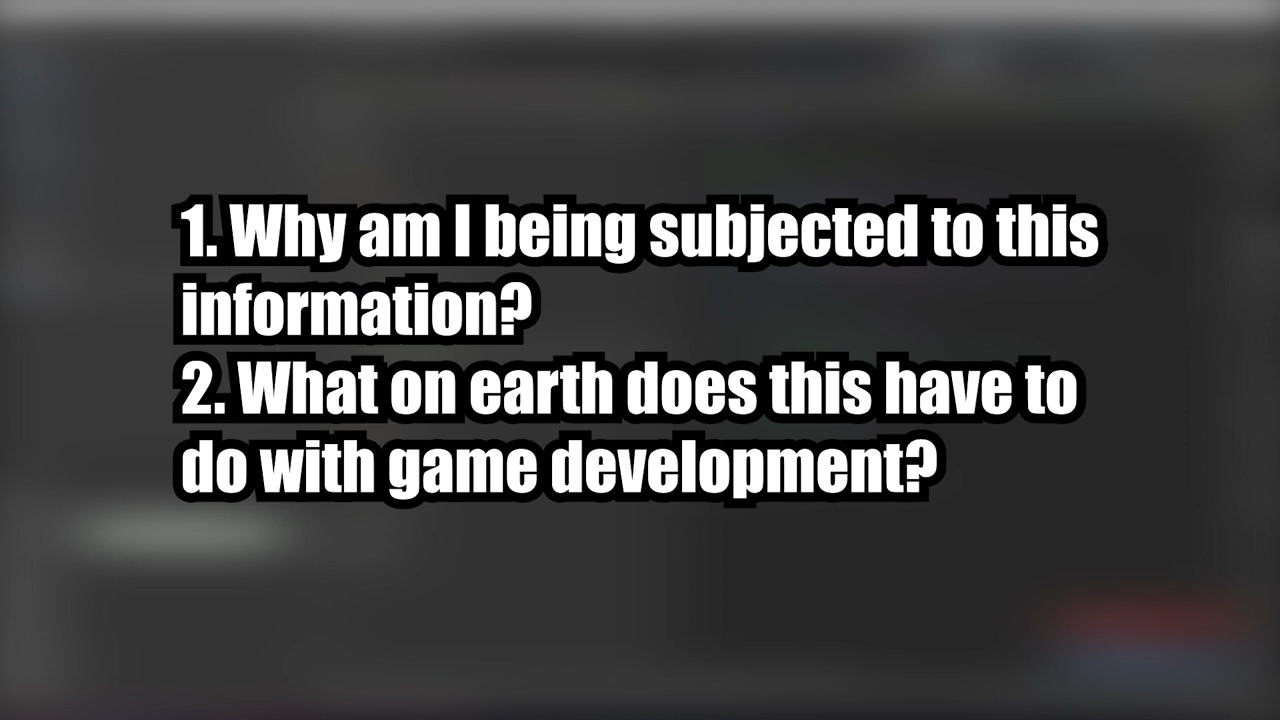 1. Why am I being subjected to this
information?
2. What on earth does this have to
do with game development?